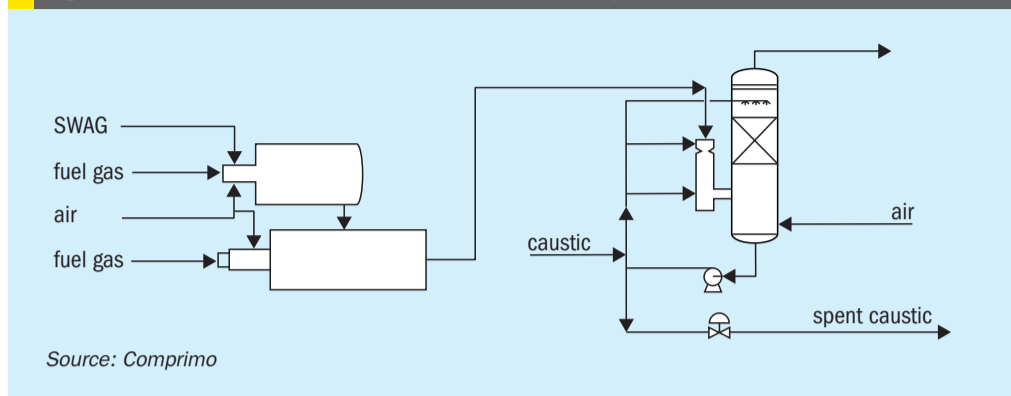 SWAG
fuel gas
air
fuel gas
caustic
air
spent caustic
Source: Comprimo